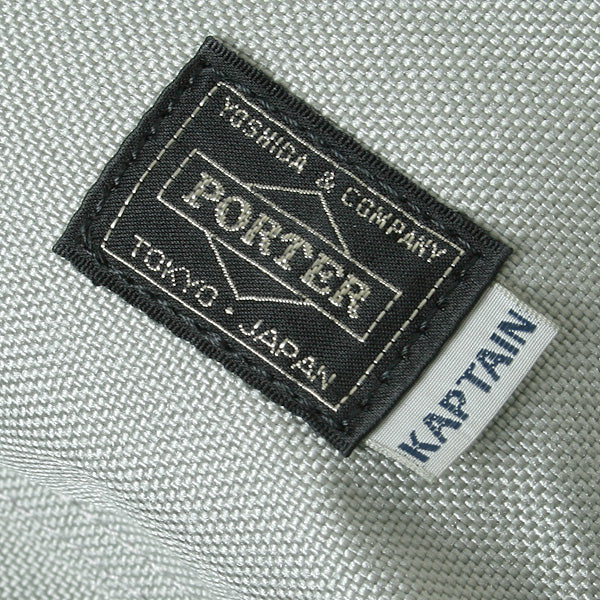 YOSHIDA & COMPANY
PORTER
TOKYO. JAPAN
KAPTAIN